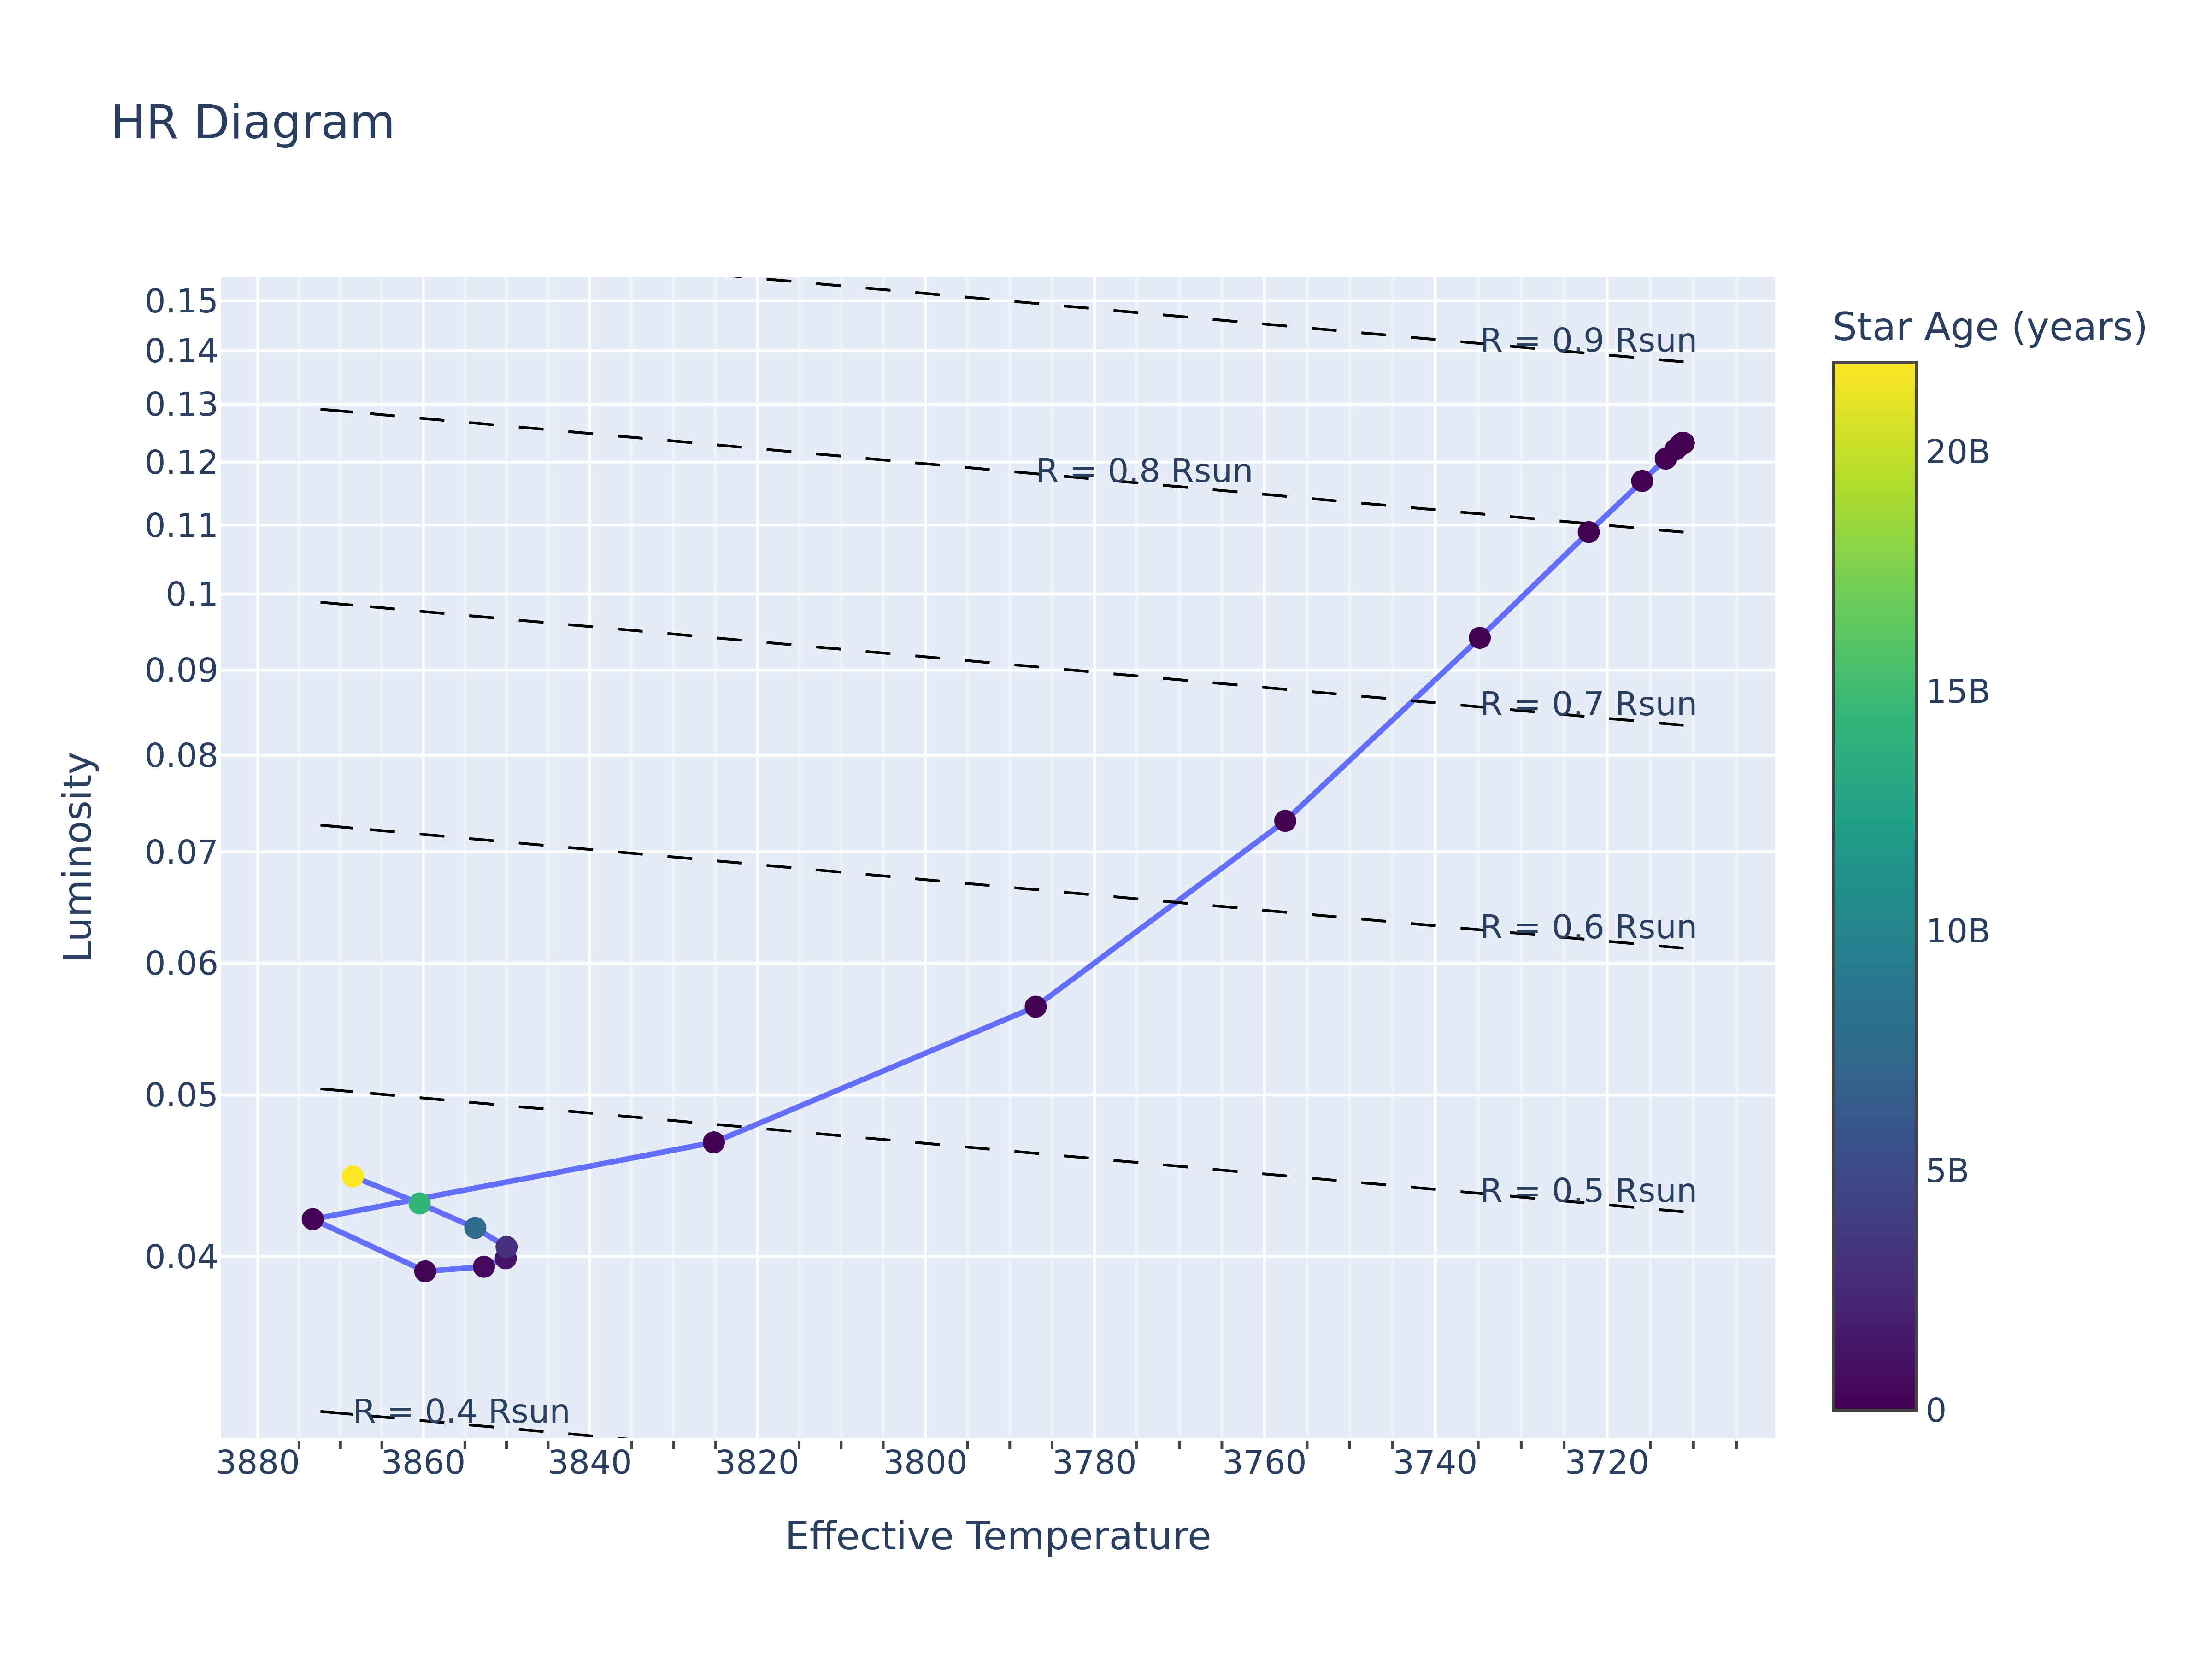 HR Diagram
Star Age (years)
0.15
0.14
0.13
0.12
0.11
0.1
0.09
0.08
0.07
0.06
0.05
0.04
Luminosity
R = 0.9 Rsun
R = 0.8 Rsun
R = 0.7 Rsun
R = 0.6 Rsun
R = 0.5 Rsun
R = 0.4 Rsun
20B
15B
10B
5B
0
3880 3860 3840 3820 3800 3780 3760 3740 3720
Effective Temperature